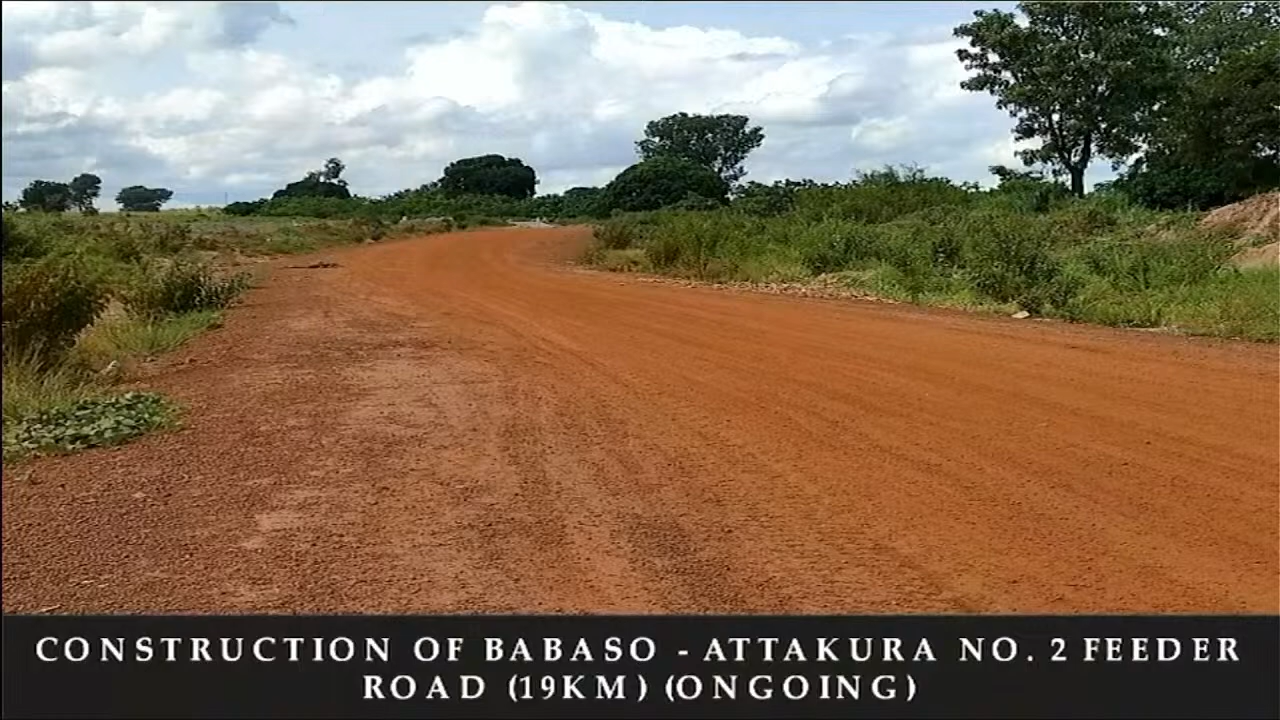 CONSTRUCTION OF BABASO - ATTAKURA NO. 2 FEEDER
ROAD (19KM) (ONGOING)